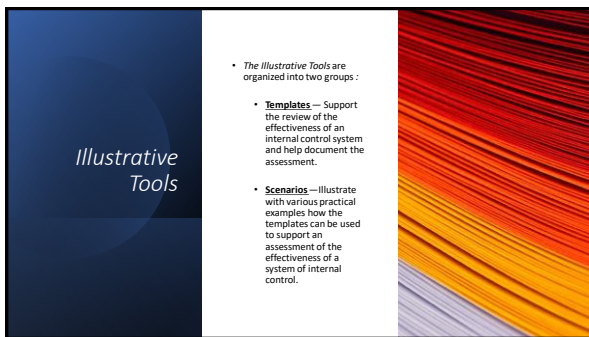 Illustrative
Tools
• The Illustrative Tools are
organized into two groups :
• Templates — Support
the review of the
effectiveness of an
internal control system
and help document the
assessment.
• Scenarios —Illustrate
with various practical
examples how the
templates can be used
to support an
assessment of the
effectiveness of a
system of internal
control.